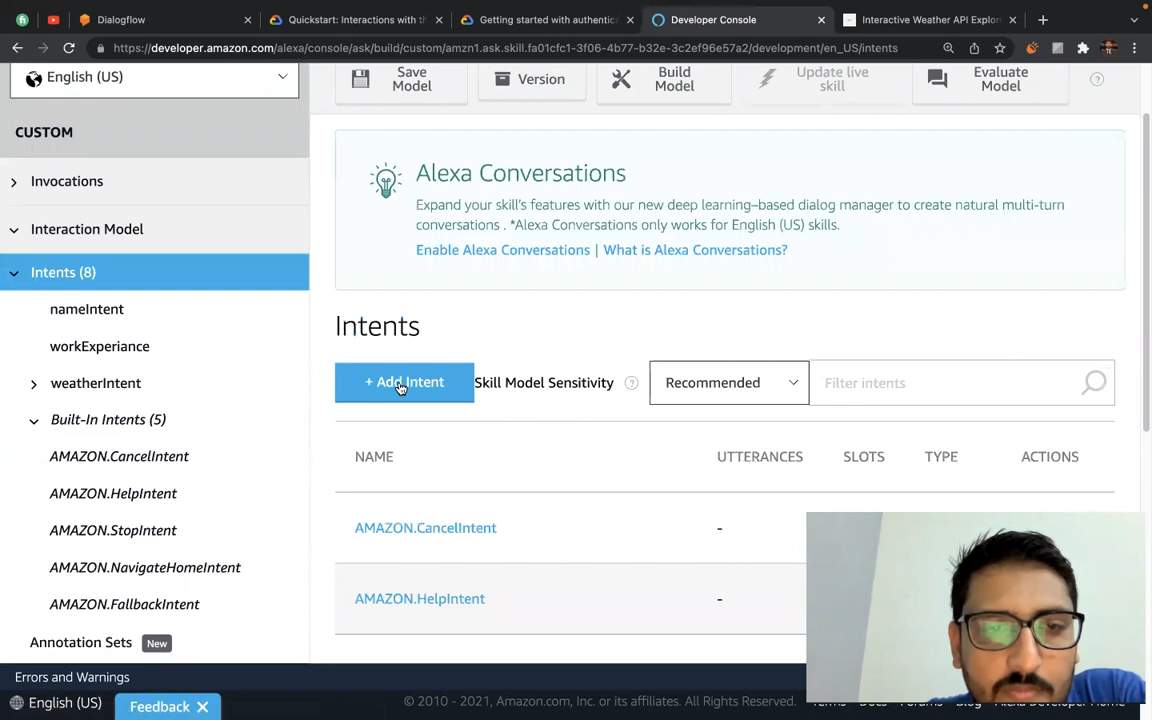 Dialogflow
Quickstart: Interactions with th
Getting started with authentic
Developer Console
Interactive Weather API Explor
https://developer.amazon.com/alexa/console/ask/build/custom/amzn1.ask.skill.fa01cfc1-3f06-4b77-b32e-3c2ef96e57a2/development/en_US/intents
English (US)
Save Model
Version
Build Model
Update live skill
Evaluate Model
CUSTOM
Invocations
Interaction Model
Intents (8)
nameIntent
workExperiance
weatherIntent
Built-In Intents (5)
AMAZON.CancelIntent
AMAZON.HelpIntent
AMAZON.StopIntent
AMAZON.NavigateHomeIntent
AMAZON.FallbackIntent
Annotation Sets New
Alexa Conversations
Expand your skill's features with our new deep learning–based dialog manager to create natural multi-turn
conversations . *Alexa Conversations only works for English (US) skills.
Enable Alexa Conversations | What is Alexa Conversations?
Intents
+ Add Intent
Skill Model Sensitivity
Recommended
Filter intents
NAME UTTERANCES SLOTS TYPE ACTIONS
AMAZON.CancelIntent -
AMAZON.HelpIntent -
Errors and Warnings
English (US)
Feedback
© 2010 - 2021, Amazon.com, Inc. or its affiliates. All Rights Reserved.